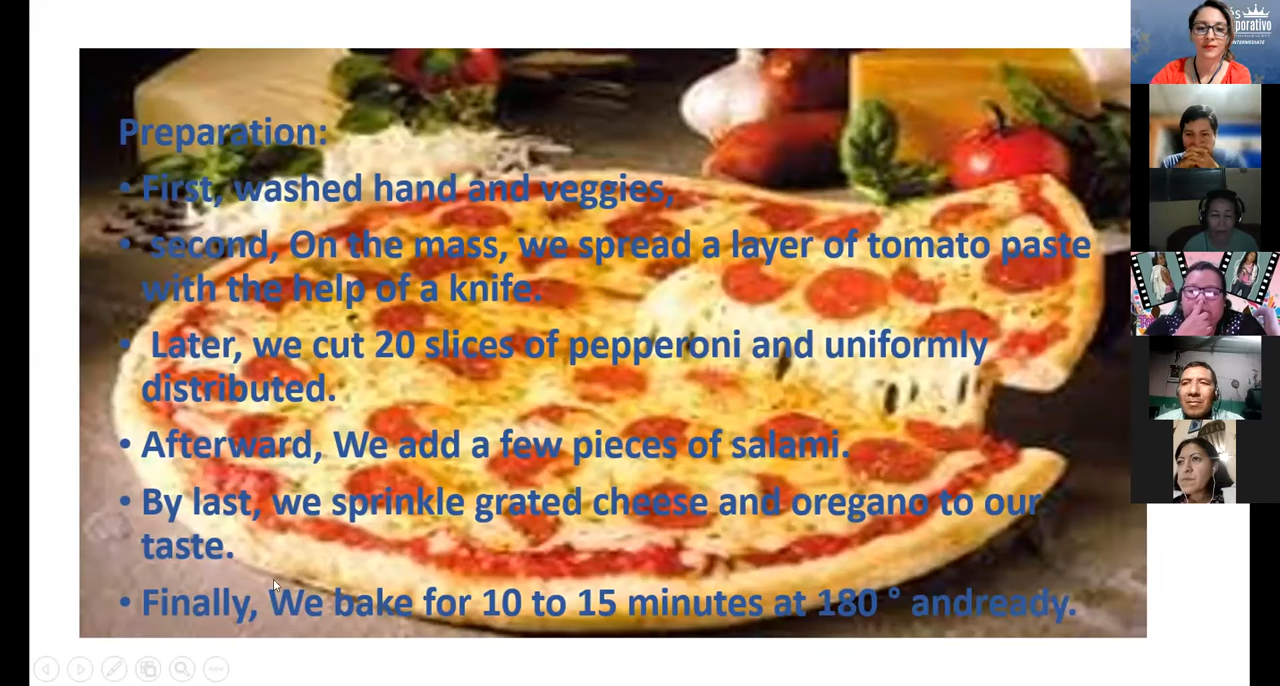 Preparation:
• First, washed hand and veggies,
• second, On the mass, we spread a layer of tomato paste
with the help of a knife.
• Later, we cut 20 slices of pepperoni and uniformly
distributed.
• Afterward, We add a few pieces of salami.
• By last, we sprinkle grated cheese and oregano to our
taste.
• Finally, We bake for 10 to 15 minutes at 180 ° andready.
porativo
INTERMEDIATE